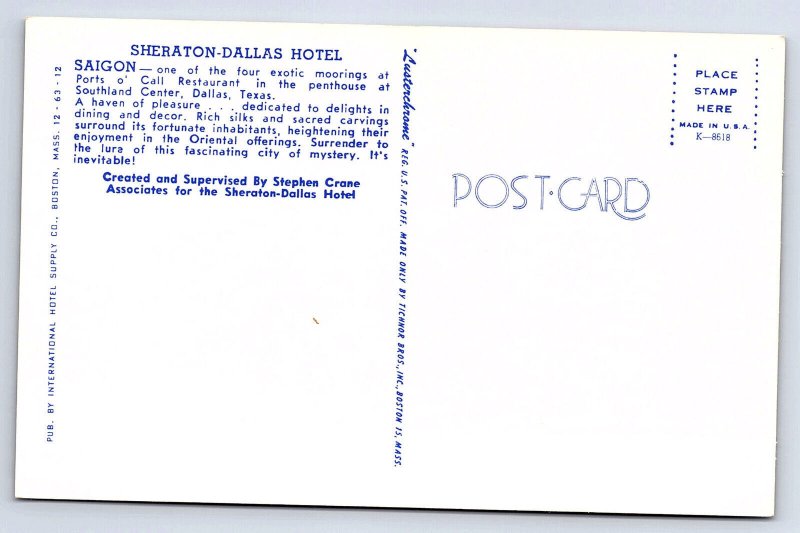 SHERATON-DALLAS HOTEL
SAIGON — one of the four exotic moorings at
Ports o' Call Restaurant in the penthouse at
Southland Center, Dallas, Texas.
A haven of pleasure . . . dedicated to delights in
dining and decor. Rich silks and sacred carvings
surround its fortunate inhabitants, heightening their
enjoyment in the Oriental offerings. Surrender to
the lura of this fascinating city of mystery. It's
inevitable!
Created and Supervised By Stephen Crane
Associates for the Sheraton-Dallas Hotel
PUB. BY INTERNATIONAL HOTEL SUPPLY CO., BOSTON, MASS. 12 - 63 - 12
"Lusterchrome" REG. U.S. PAT. OFF. MADE ONLY BY TICHNOR BROS., INC., BOSTON 15, MASS.
POST·CARD
PLACE
STAMP
HERE
MADE IN U.S.A.
K—8618